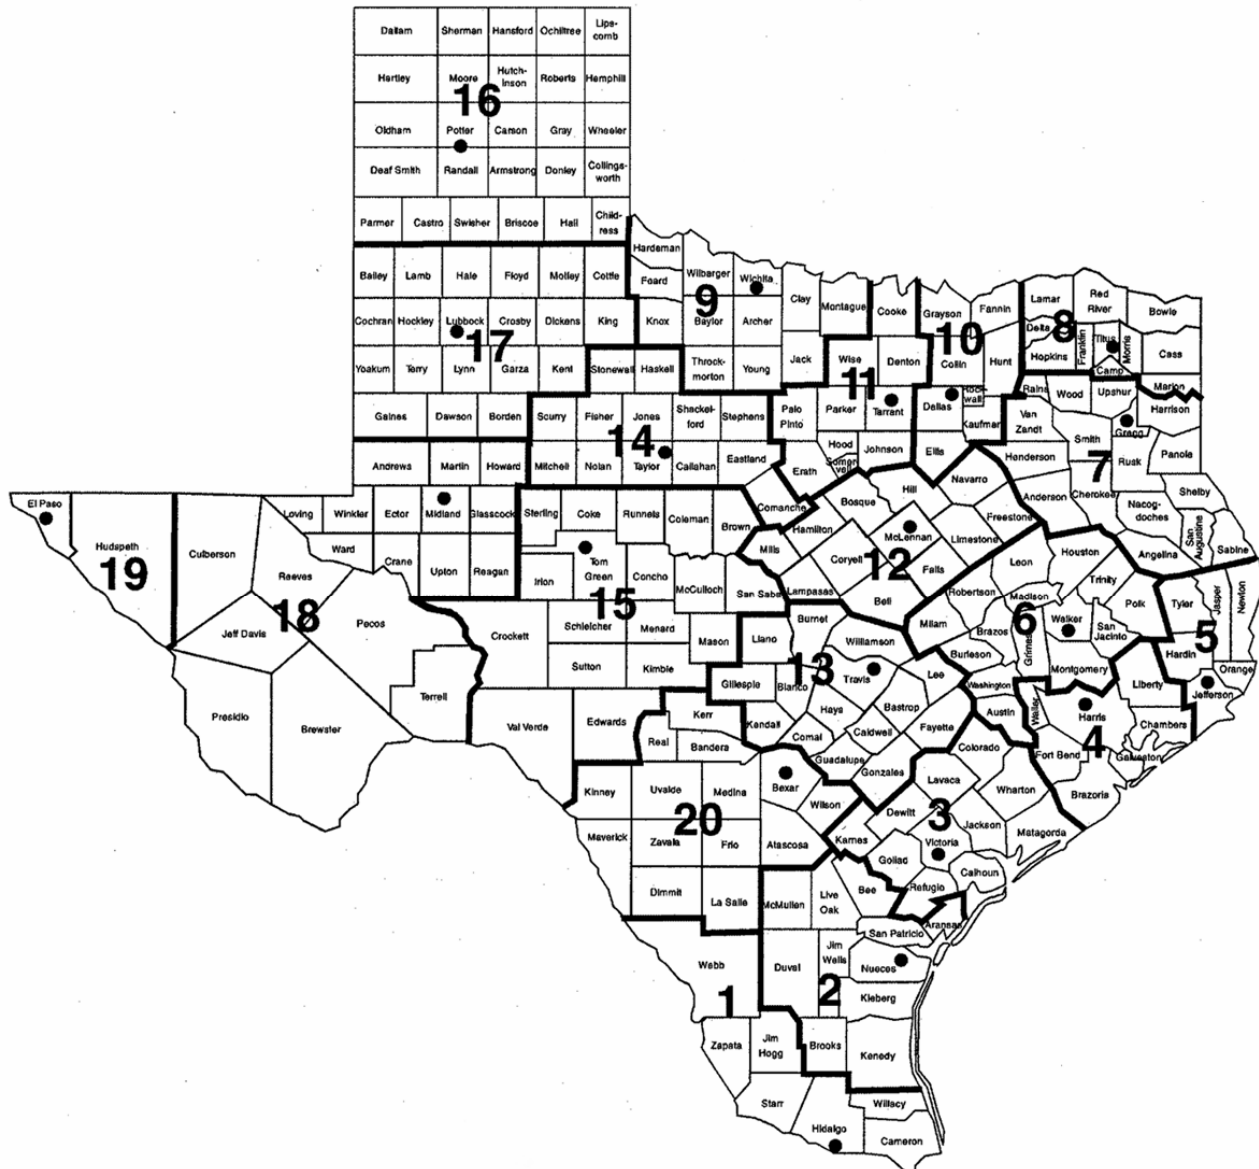 Dallam Sherman Hansford Ochiltree Lips-
comb
Hartley Moore Hutch-
inson Roberts Hemphill
16
Oldham Potter Carson Gray Wheeler
Deaf Smith Randall Armstrong Donley Collings-
worth
Parmer Castro Swisher Briscoe Hall Child-
ress
Hardeman
Bailey Lamb Hale Floyd Motley Cottle Foard Wilbarger Wichita
9
Clay Montague Cooke Grayson Fannin Lamar Red
River Bowie
Cochran Hockley Lubbock Crosby Dickens King Knox Baylor Archer
17
10
8
Delta Hopkins Franklin Titus Morris Cass
Camp
Yoakum Terry Lynn Garza Kent Stonewall Haskell Throck-
morton Young Jack Wise Denton Collin Hunt
11
Rains Wood Upshur Marion
Harrison
Gaines Dawson Borden Scurry Fisher Jones Shackel-
ford Stephens Palo
Pinto Parker Tarrant Dallas Rock-
wall
Kaufman Van
Zandt Smith Gregg
14
7
Andrews Martin Howard Mitchell Nolan Taylor Callahan Eastland Erath Hood
Somer-
vell Johnson Ellis Henderson Rusk Panola
El Paso
Hudspeth
19
Culberson
Loving Winkler Ector Midland Glasscock Sterling Coke Runnels Coleman Brown Comanche
Hamilton Bosque Hill Navarro Freestone Anderson Cherokee Nacog-
doches Shelby
San
Augustine Sabine
Angelina
Ward Crane Upton Reagan Irion Tom
Green Concho McCulloch San Saba Mills
Lampasas Coryell McLennan Limestone Falls Bell
12
15
Reeves
18
Jeff Davis Pecos
Leon Houston Trinity Polk Tyler Jasper Newton
Robertson Madison Walker San
Jacinto Hardin Orange
6
5
Milam Brazos Grimes Montgomery Liberty Jefferson
Burleson Washington
Crockett Schleicher Menard Mason Llano Burnet Williamson
Sutton Kimble Gillespie Blanco Travis Lee
13
Presidio Brewster Terrell Val Verde Edwards Kerr
Real Bandera Kendall Hays Comal Caldwell Bastrop Fayette
Austin Waller Harris Chambers
4
Fort Bend Galveston Brazoria
Guadalupe Gonzales Colorado Lavaca Wharton
Kinney Uvalde Medina Bexar Wilson Dewitt
3
Jackson Matagorda
20
Maverick Zavala Frio Atascosa Karnes Victoria
Goliad Calhoun
Dimmit La Salle McMullen Live
Oak Bee Refugio
Aransas
San Patricio
Webb Duval Jim
Wells Nueces
1
2
Kleberg
Zapata Jim
Hogg Brooks Kenedy
Starr Willacy
Hidalgo Cameron